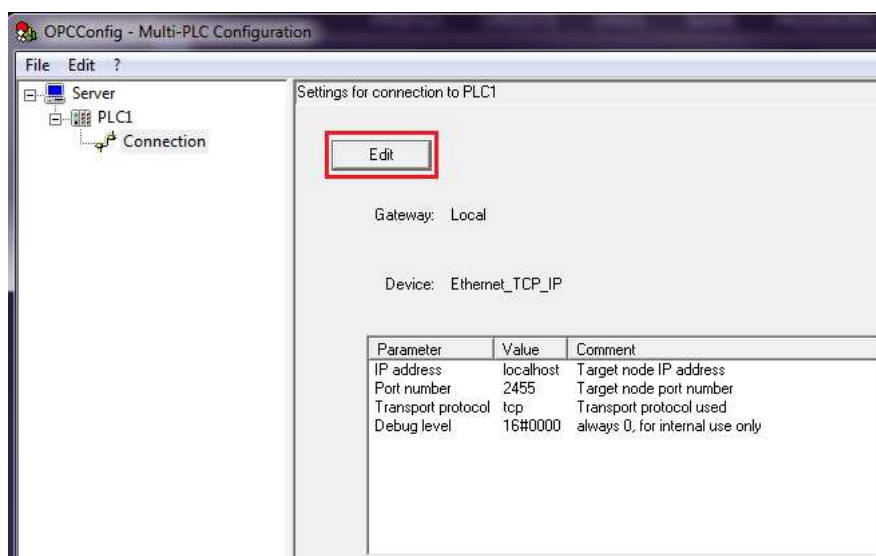 OPCConfig - Multi-PLC Configuration
File Edit ?
Server
PLC1
Connection
Settings for connection to PLC1
Edit
Gateway: Local
Device: Ethernet_TCP_IP
Parameter Value Comment
IP address localhost Target node IP address
Port number 2455 Target node port number
Transport protocol tcp Transport protocol used
Debug level 16#0000 always 0, for internal use only